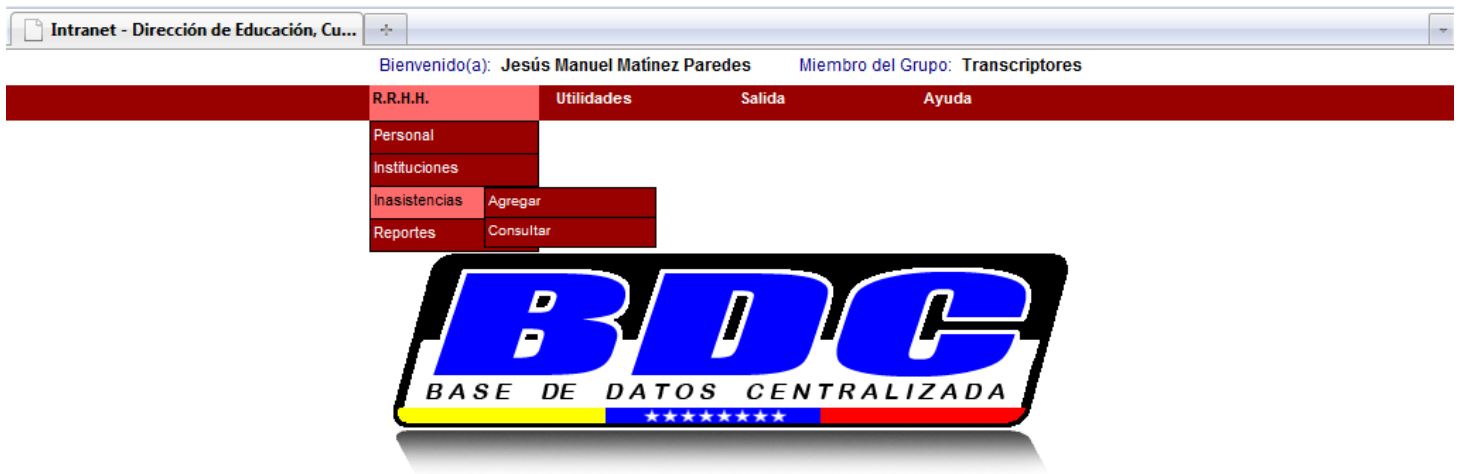 Intranet - Dirección de Educación, Cu...
Bienvenido(a): Jesús Manuel Matínez Paredes Miembro del Grupo: Transcriptores
R.R.H.H. Utilidades Salida Ayuda
Personal
Instituciones
Inasistencias Agregar
Reportes Consultar
BDC
BASE DE DATOS CENTRALIZADA